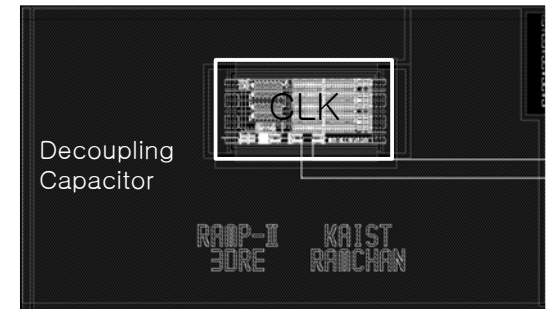 CLK
Decoupling
Capacitor
RAMP-II KAIST
3DRE RAMCHAN